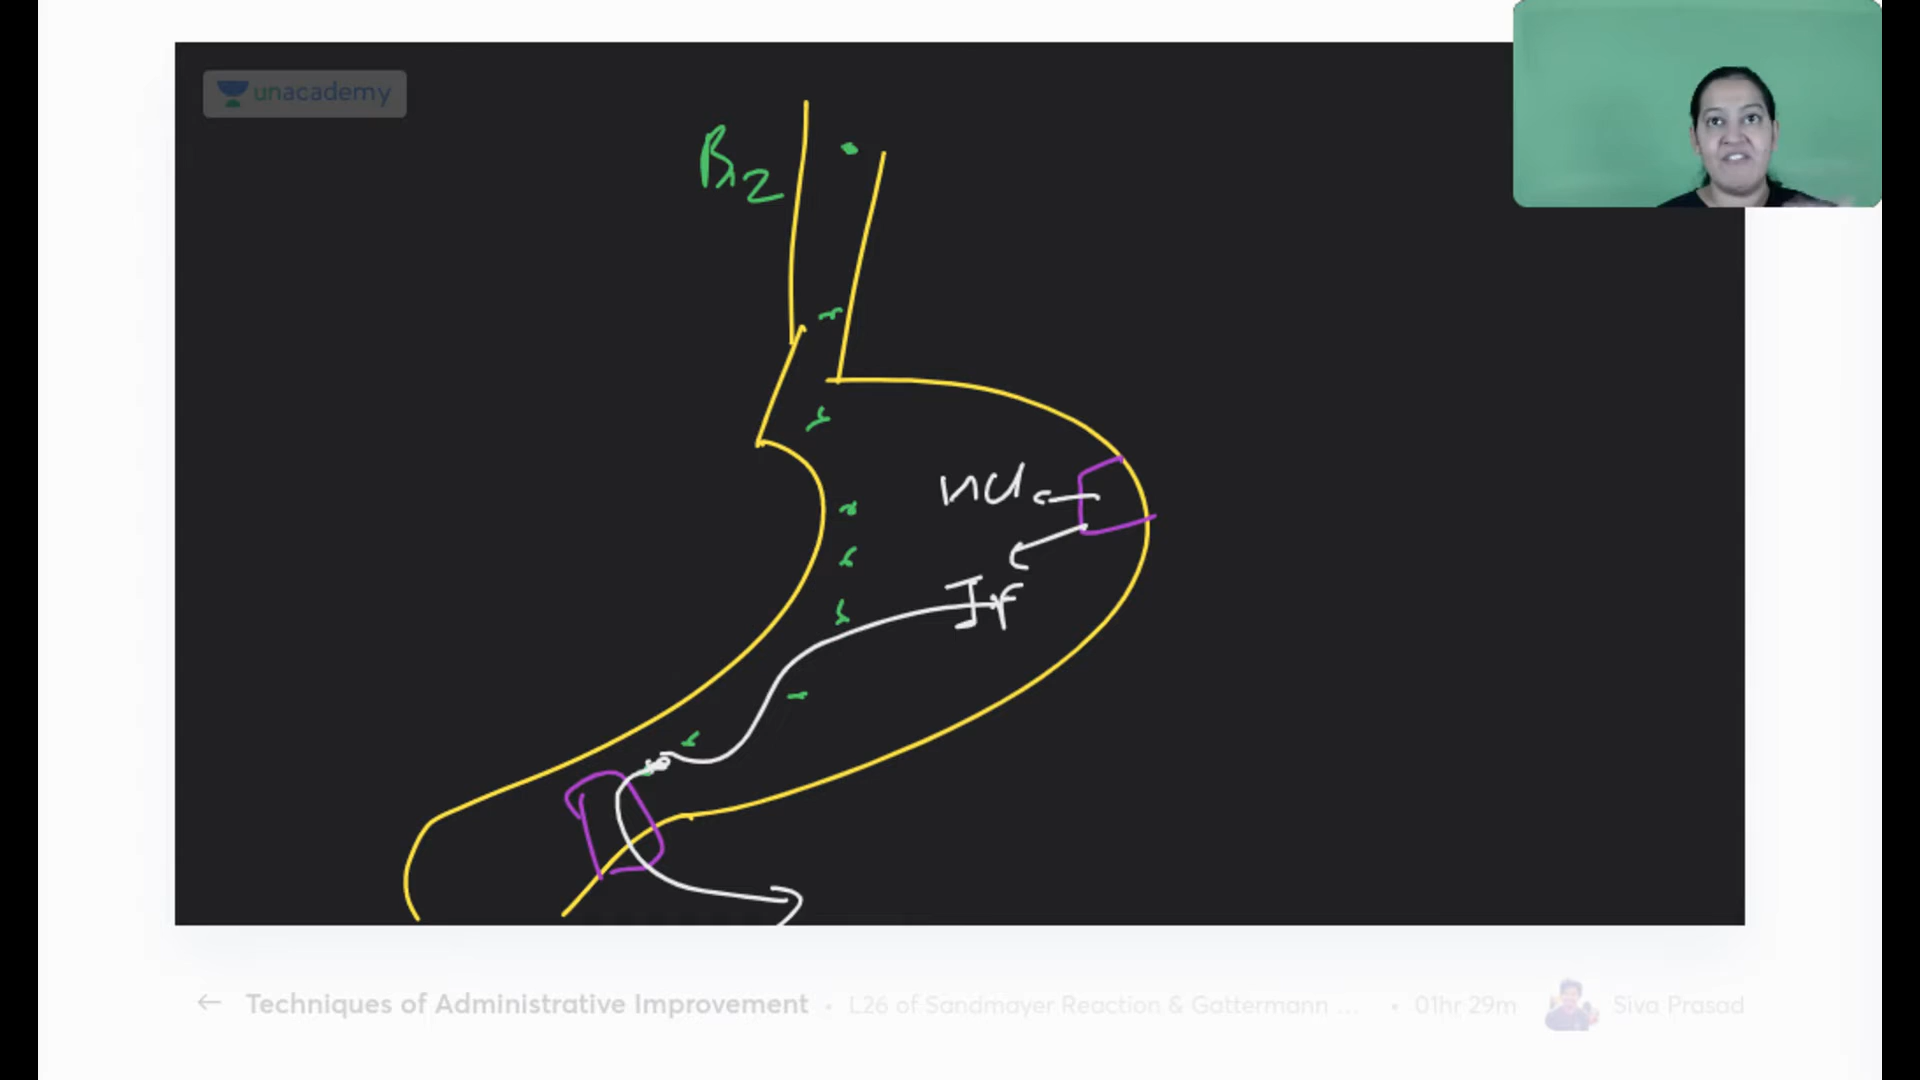 unacademy
B12
HCl
If
Techniques of Administrative Improvement • L26 of Sandmayer Reaction & Gattermann ... • 01hr 29m Siva Prasad